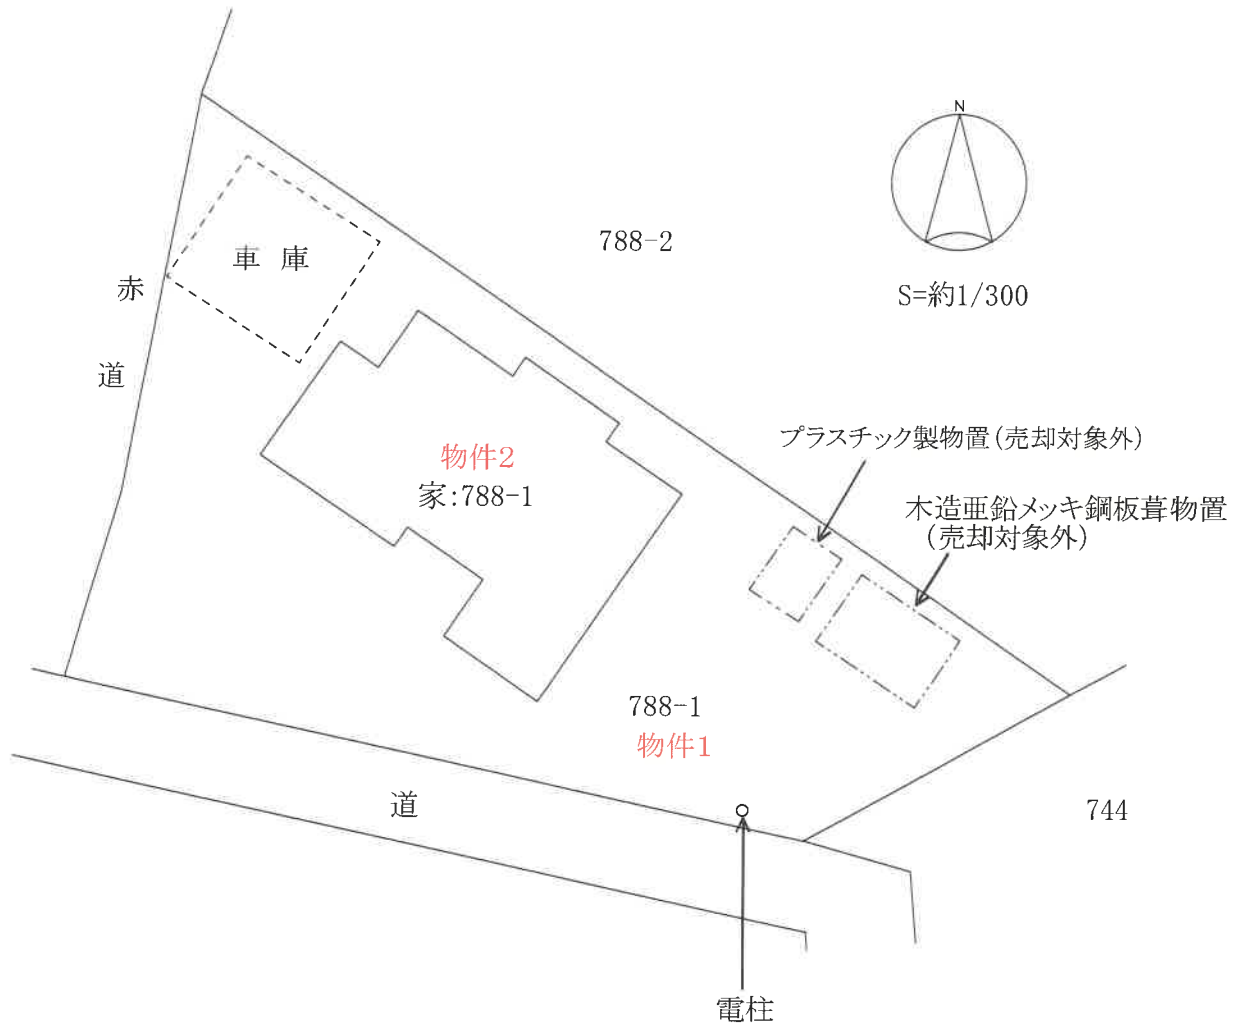 N
788-2
S=約1/300
車 庫
赤
道
プラスチック製物置(売却対象外)
物件2
家:788-1
木造亜鉛メッキ鋼板葺物置
(売却対象外)
788-1
物件1
道
744
電柱